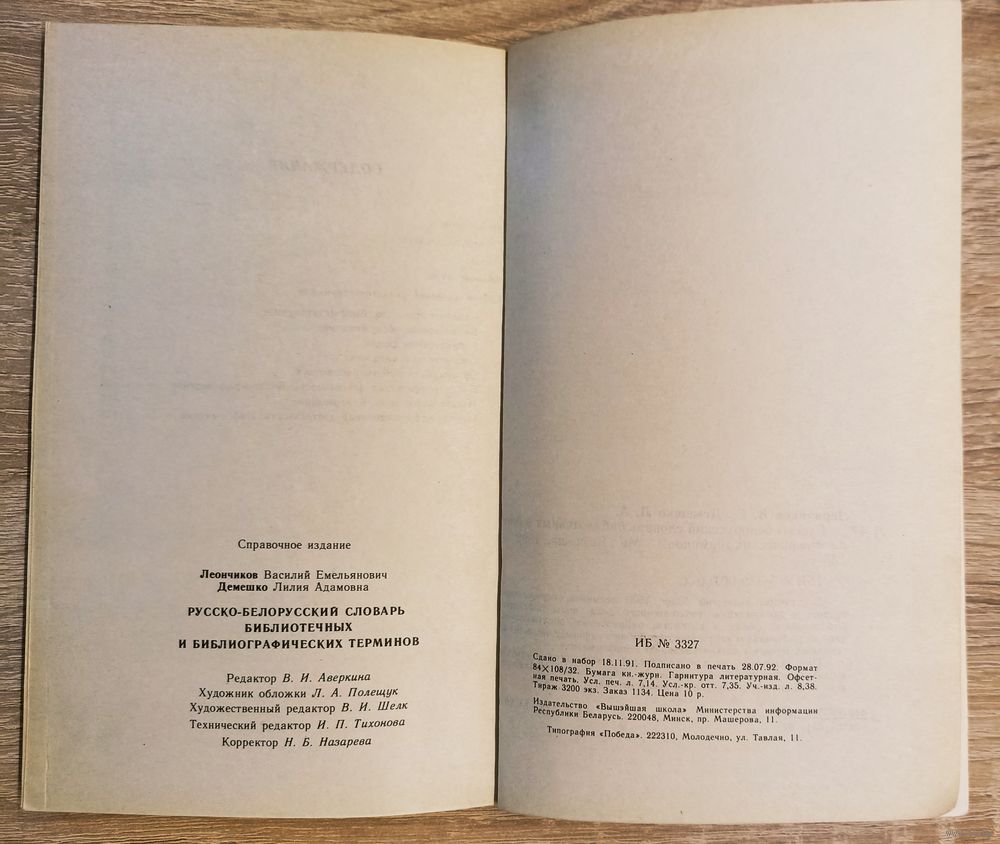 СОДЕРЖАНИЕ
Справочное издание
Леончиков Василий Емельянович
Демешко Лилия Адамовна
РУССКО-БЕЛОРУССКИЙ СЛОВАРЬ
БИБЛИОТЕЧНЫХ
И БИБЛИОГРАФИЧЕСКИХ ТЕРМИНОВ
Редактор В. И. Аверкина
Художник обложки Л. А. Полещук
Художественный редактор В. И. Шелк
Технический редактор И. П. Тихонова
Корректор Н. Б. Назарева
ИБ № 3327
Сдано в набор 18.11.91. Подписано в печать 28.07.92. Формат
84×108/32. Бумага кн.-журн. Гарнитура литературная. Офсет-
ная печать. Усл. печ. л. 7,14. Усл.-кр. отт. 7,35. Уч.-изд. л. 8,38.
Тираж 3200 экз. Заказ 1134. Цена 10 р.
Издательство «Вышэйшая школа» Министерства информации
Республики Беларусь. 220048, Минск, пр. Машерова, 11.
Типография «Победа». 222310, Молодечно, ул. Тавлая, 11.